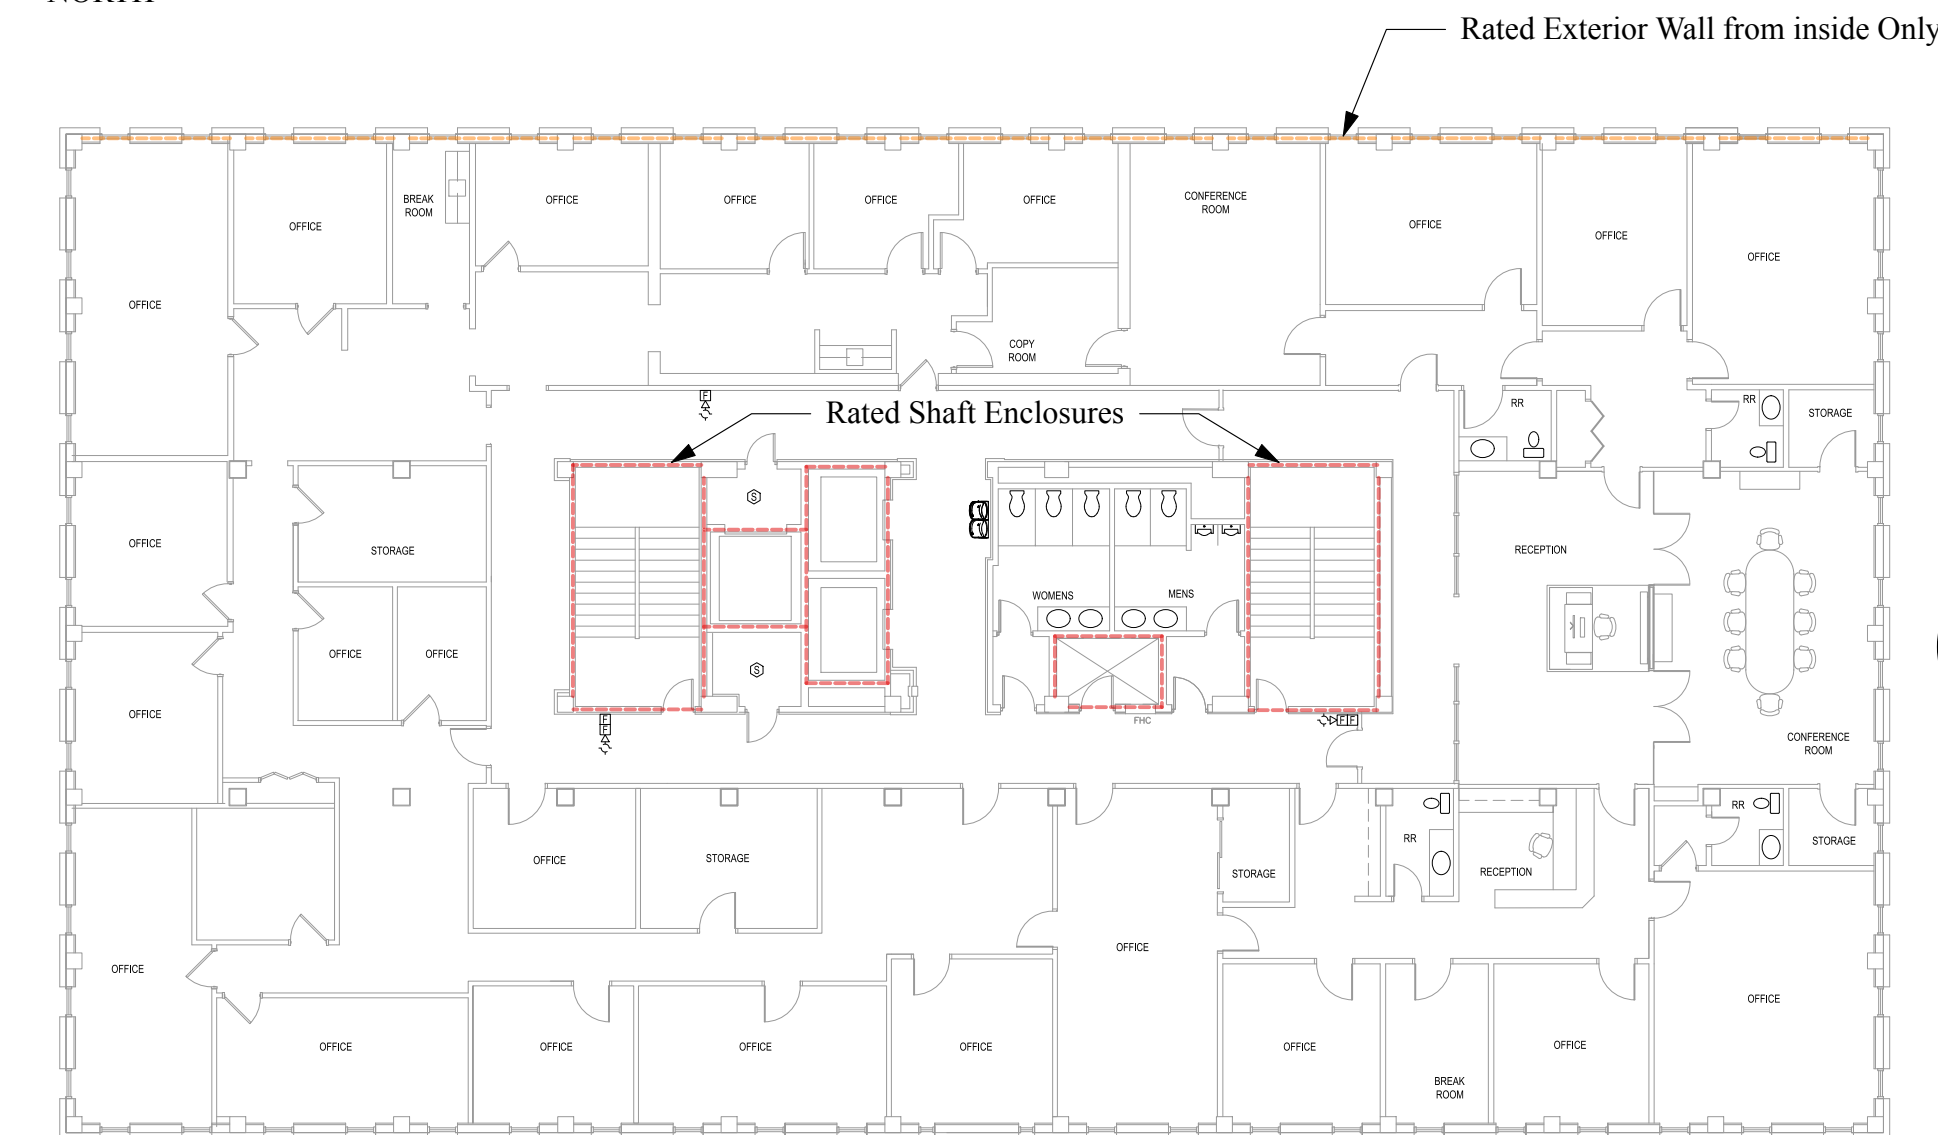 NORTH
Rated Exterior Wall from inside Only
OFFICE
BREAK
ROOM
OFFICE
OFFICE
OFFICE
OFFICE
CONFERENCE
ROOM
OFFICE
OFFICE
OFFICE
OFFICE
COPY
ROOM
F
Rated Shaft Enclosures
RR
RR
STORAGE
S
OFFICE
STORAGE
RECEPTION
WOMENS
MENS
OFFICE
OFFICE
S
OFFICE
F
F
FHC
FF
CONFERENCE
ROOM
RR
OFFICE
STORAGE
STORAGE
RR
RECEPTION
STORAGE
OFFICE
OFFICE
OFFICE
OFFICE
OFFICE
OFFICE
OFFICE
OFFICE
OFFICE
BREAK
ROOM
OFFICE